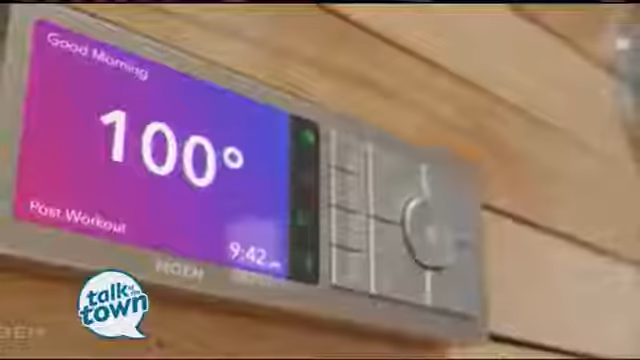 Good Morning
100°
Post Workout
9:42
MOEN
talk of the
town